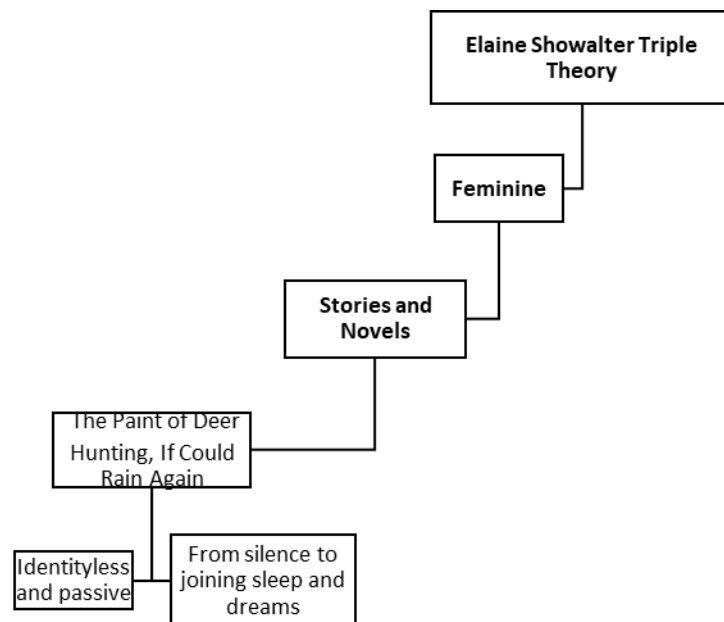 Elaine Showalter Triple
Theory
Feminine
Stories and
Novels
The Paint of Deer
Hunting, If Could
Rain Again
Identityless
and passive
From silence to
joining sleep and
dreams